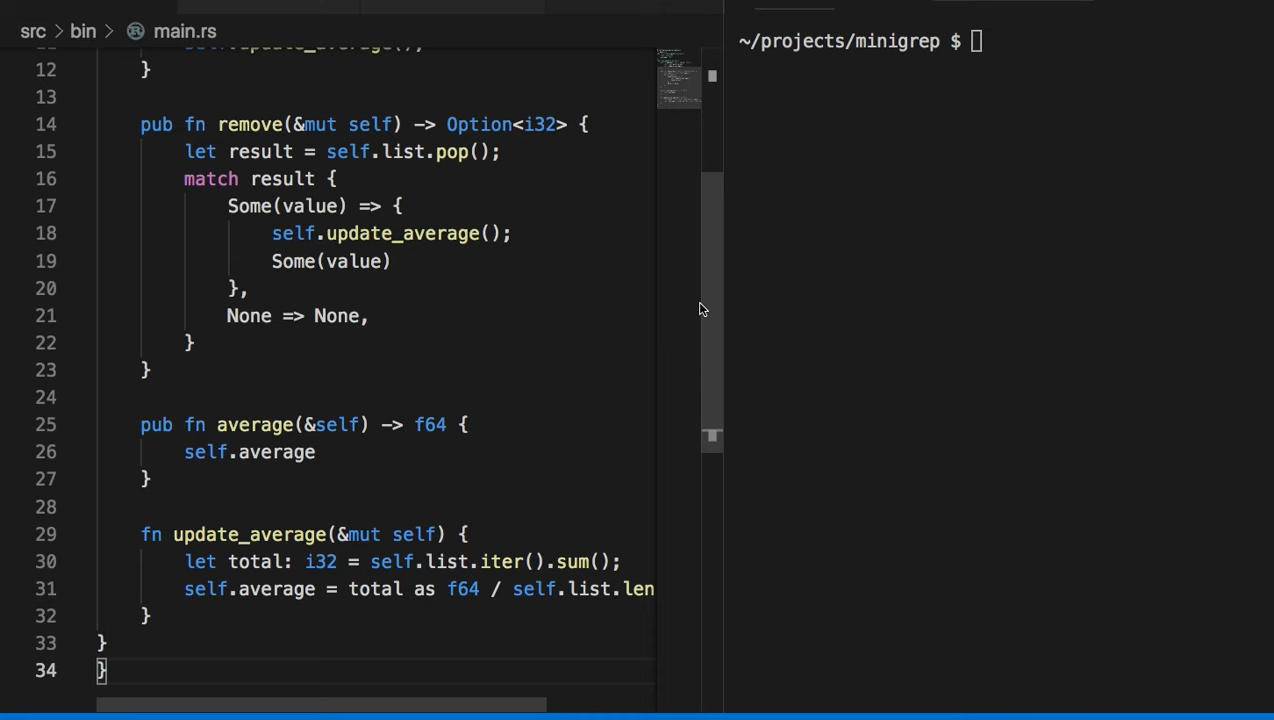 src > bin > main.rs
~/projects/minigrep $
self.update_average();
12 }
13
14 pub fn remove(&mut self) -> Option<i32> {
15 let result = self.list.pop();
16 match result {
17 Some(value) => {
18 self.update_average();
19 Some(value)
20 },
21 None => None,
22 }
23 }
24
25 pub fn average(&self) -> f64 {
26 self.average
27 }
28
29 fn update_average(&mut self) {
30 let total: i32 = self.list.iter().sum();
31 self.average = total as f64 / self.list.len
32 }
33 }
34 }